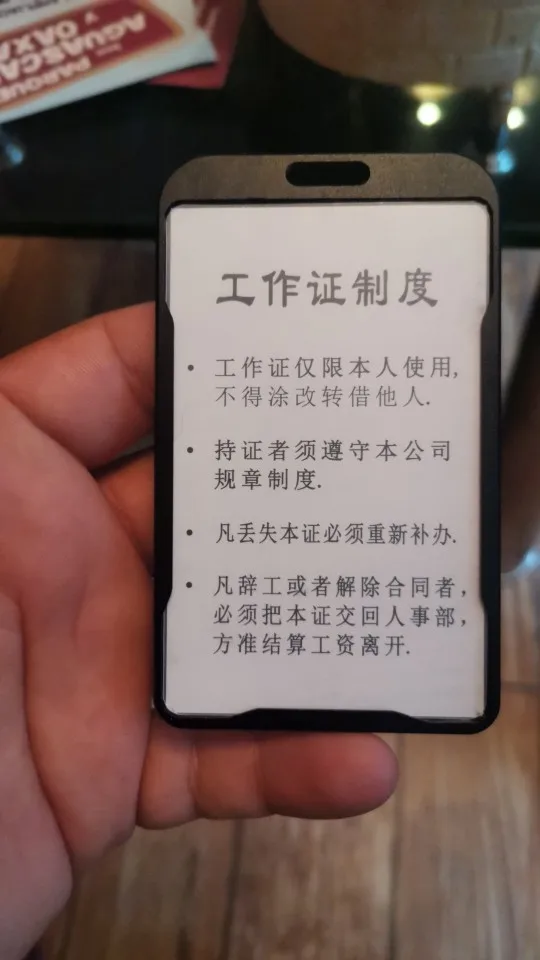 PARQUE
AGUASCAL
Y
工作证制度
• 工作证仅限本人使用,
不得涂改转借他人.
• 持证者须遵守本公司
规章制度.
• 凡丢失本证必须重新补办.
• 凡辞工或者解除合同者，
必须把本证交回人事部，
方准结算工资离开.